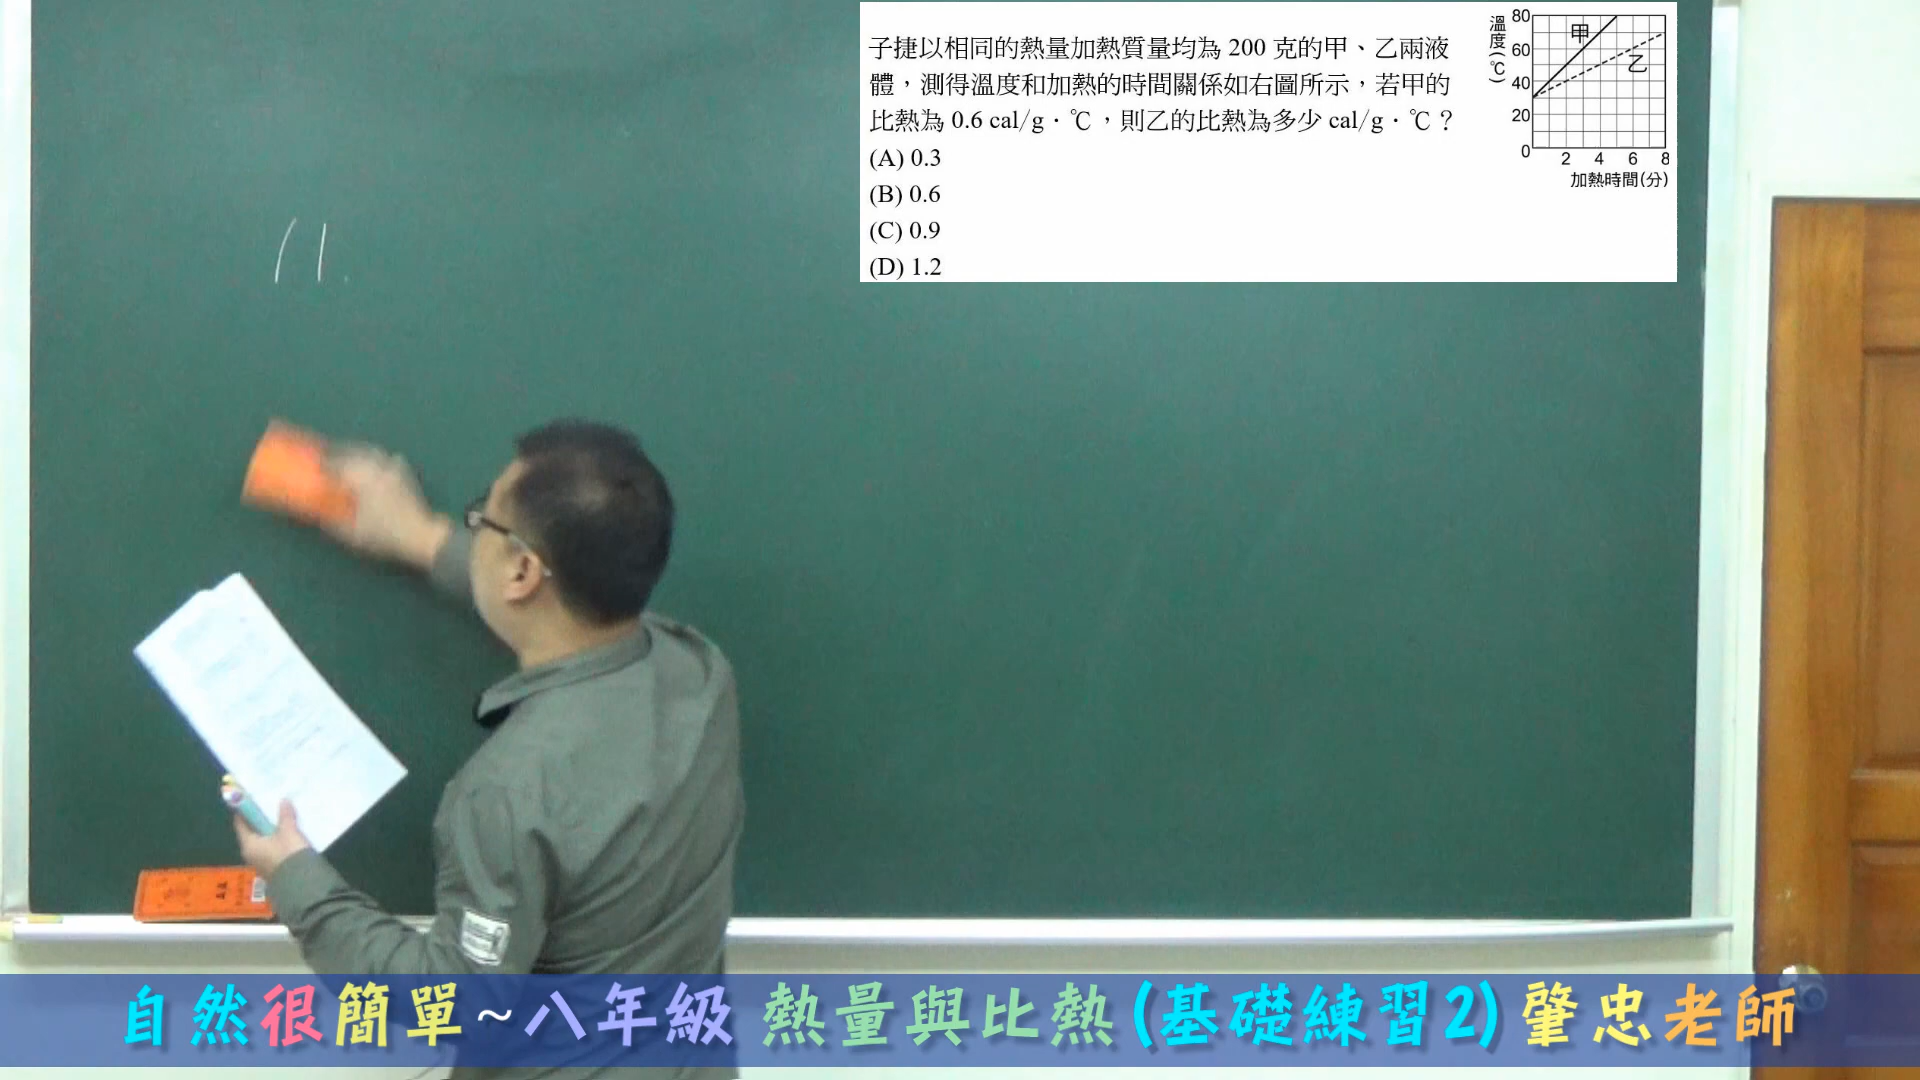 子捷以相同的熱量加熱質量均為 200 克的甲、乙兩液
體，測得溫度和加熱的時間關係如右圖所示，若甲的
比熱為 0.6 cal/g．℃，則乙的比熱為多少 cal/g．℃？
(A) 0.3
(B) 0.6
(C) 0.9
(D) 1.2
溫度(℃)
80
60
40
20
0
甲
乙
2 4 6 8
加熱時間(分)
11
自然很簡單~八年級 熱量與比熱(基礎練習2) 肇忠老師